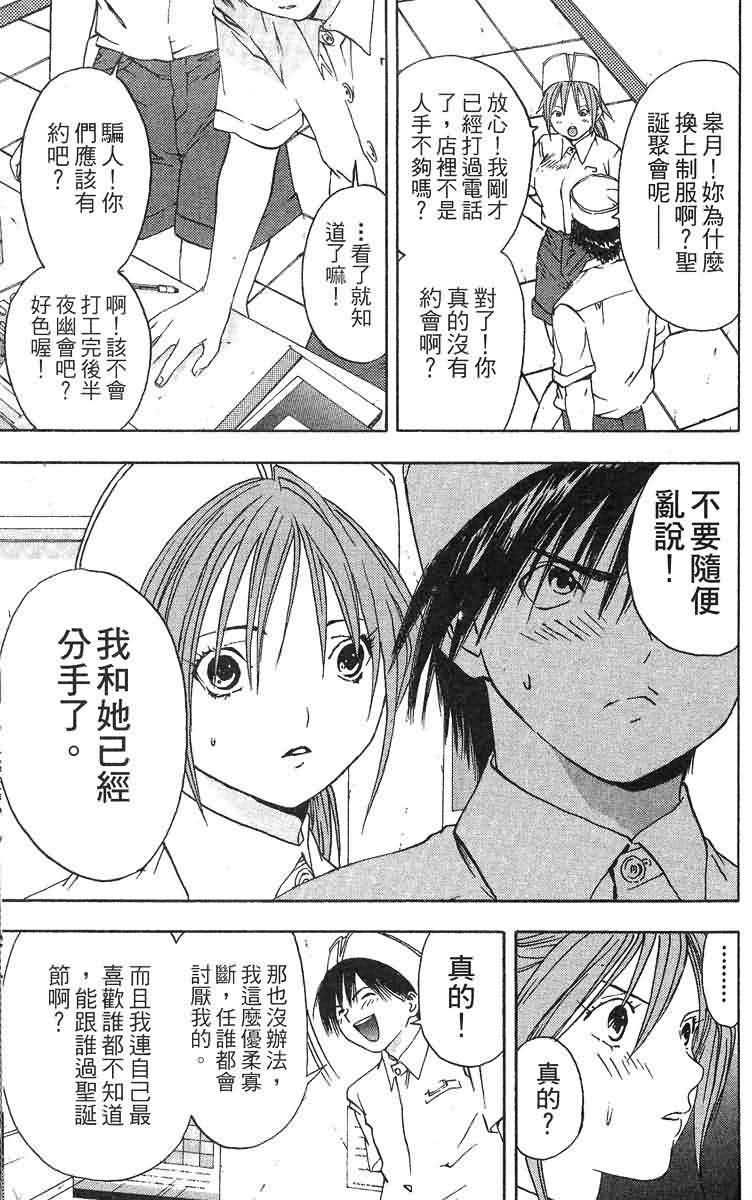 皋月！妳為什麼
換上制服啊？聖
誕聚會呢──
放心！我剛才
已經打過電話
了，店裡不是
人手不夠嗎？
對了！你
真的沒有
約會啊？
…看了就知
道了嘛！
騙人！你
們應該有
約吧？
啊！該不會
打工完後半
夜幽會吧？
好色喔！
不要隨便
亂說！
我和她已經
分手了。
………
真的？
真的！
那也沒辦法，
我這麼優柔寡
斷，任誰都會
討厭我的。
而且我連自己最
喜歡誰都不知道
，能跟誰過聖誕
節啊？